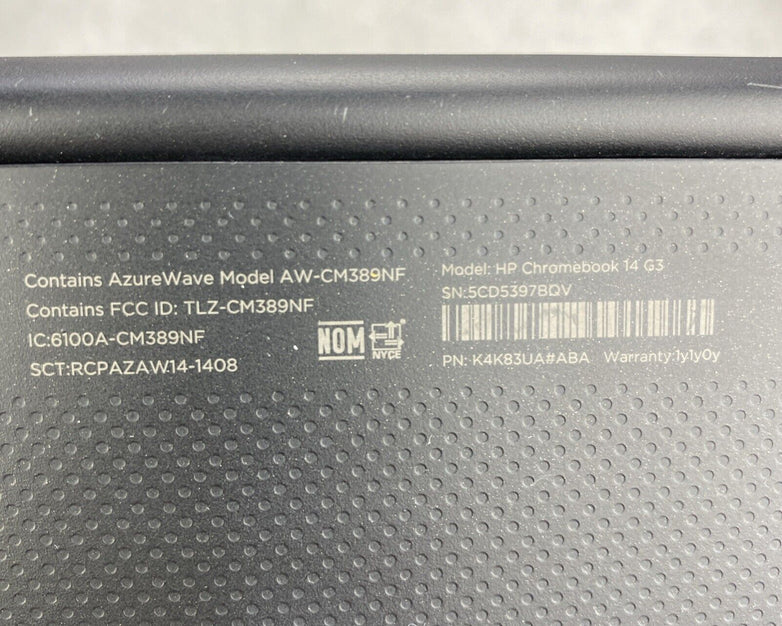 Contains AzureWave Model AW-CM389NF
Contains FCC ID: TLZ-CM389NF
IC:6100A-CM389NF
SCT:RCPAZAW14-1408
NOM
NYCE
Model: HP Chromebook 14 G3
SN:5CD5397BQV
PN: K4K83UA#ABA Warranty:1y1y0y